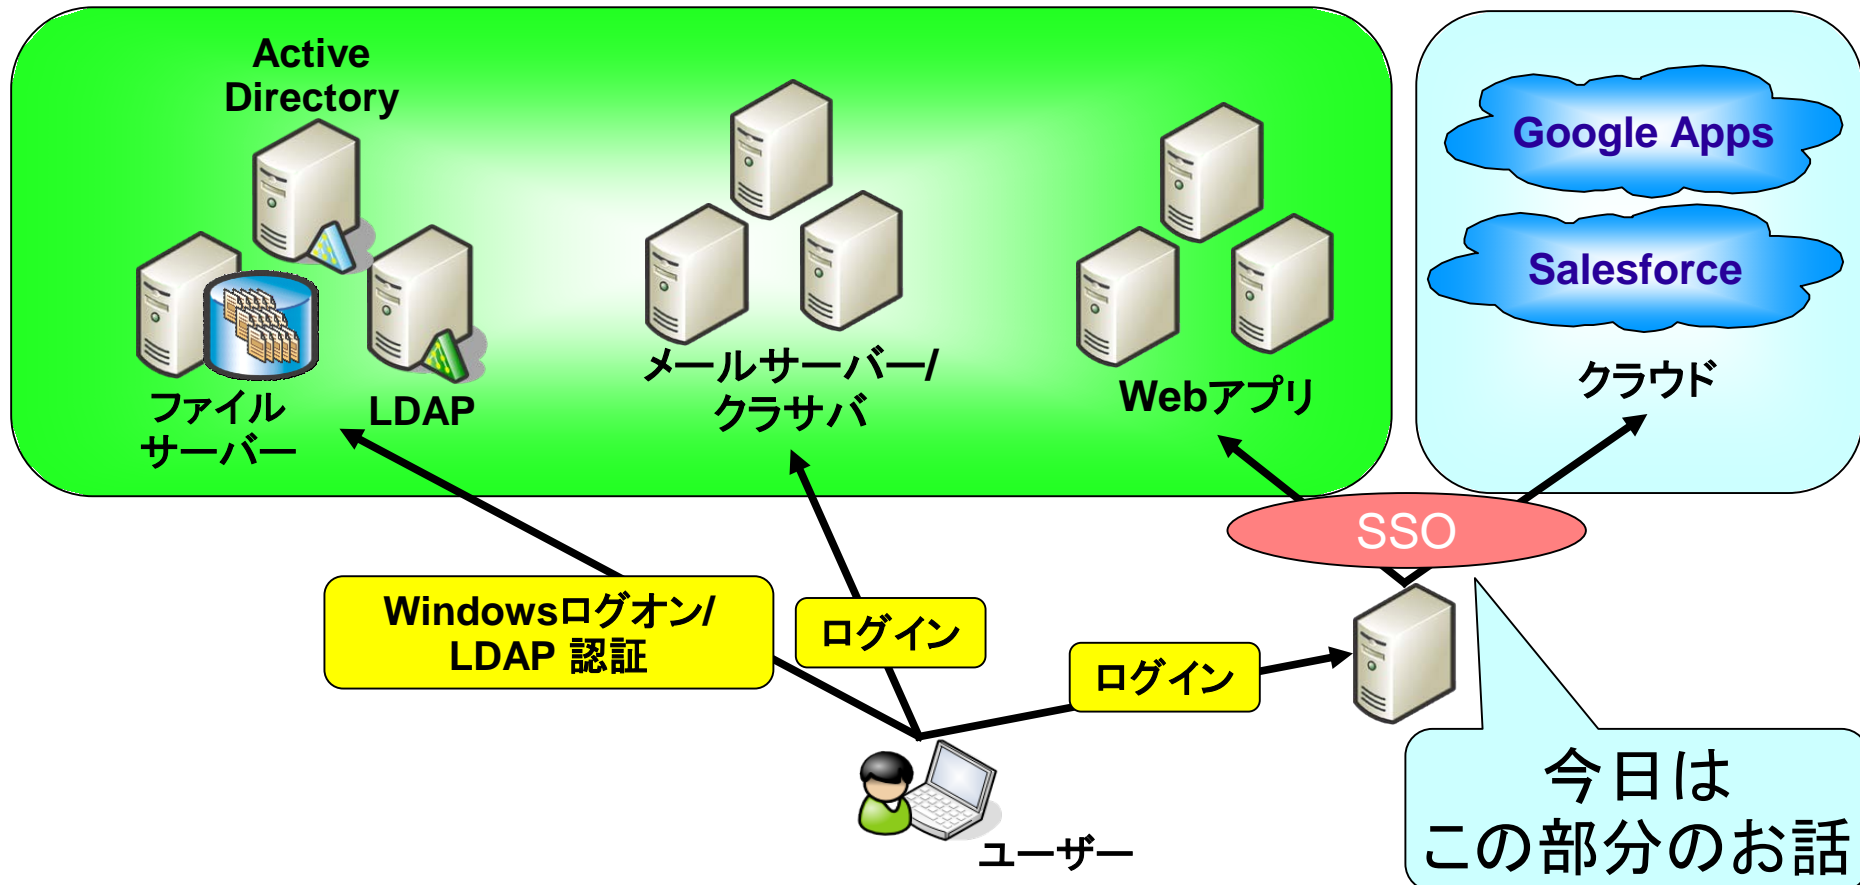 Active
Directory
ファイル
サーバー
LDAP
メールサーバー/
クラサバ
Webアプリ
Google Apps
Salesforce
クラウド
SSO
Windowsログオン/
LDAP 認証
ログイン
ログイン
ユーザー
今日は
この部分のお話